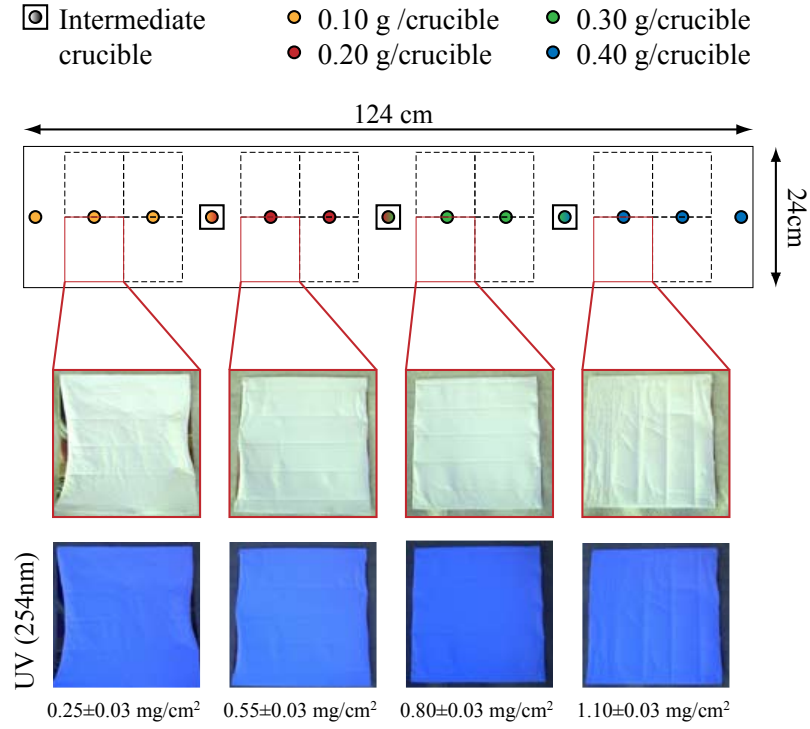 Intermediate
crucible
0.10 g /crucible
0.20 g/crucible
0.30 g/crucible
0.40 g/crucible
124 cm
24cm
UV (254nm)
0.25±0.03 mg/cm²
0.55±0.03 mg/cm²
0.80±0.03 mg/cm²
1.10±0.03 mg/cm²